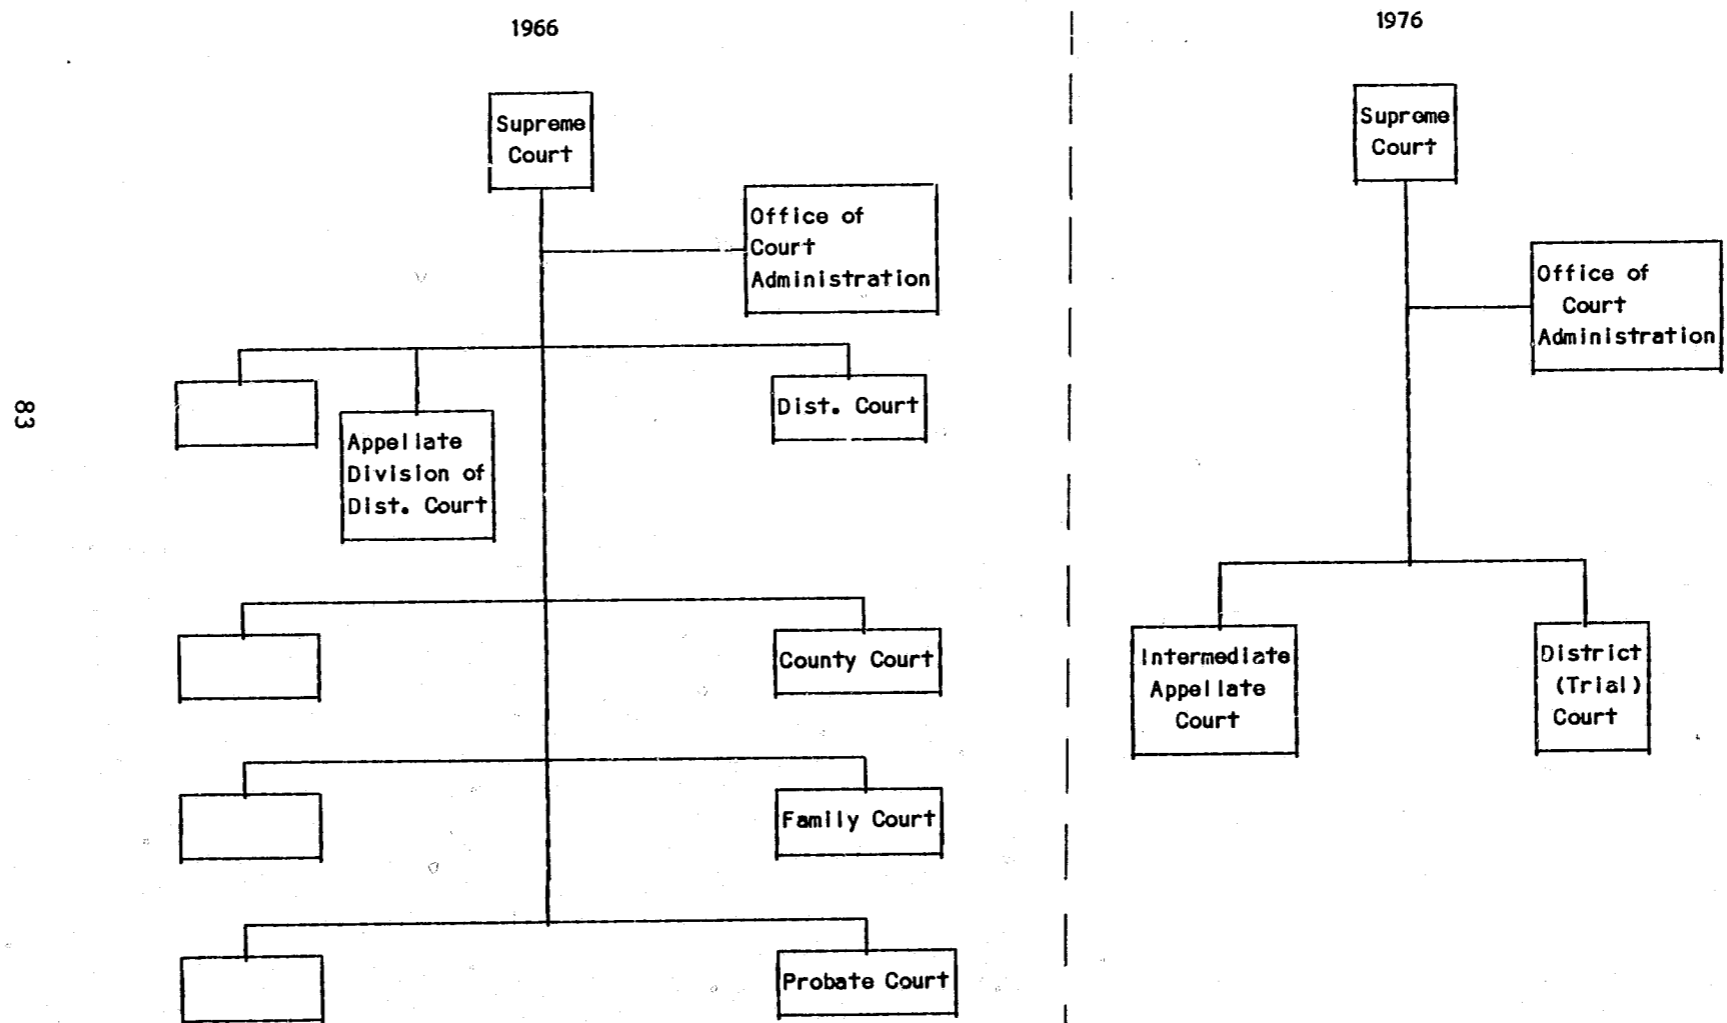 1966
Supreme
Court
Office of
Court
Administration
Dist. Court
Appellate
Division of
Dist. Court
County Court
Family Court
Probate Court
1976
Supreme
Court
Office of
Court
Administration
Intermediate
Appellate
Court
District
(Trial)
Court
83